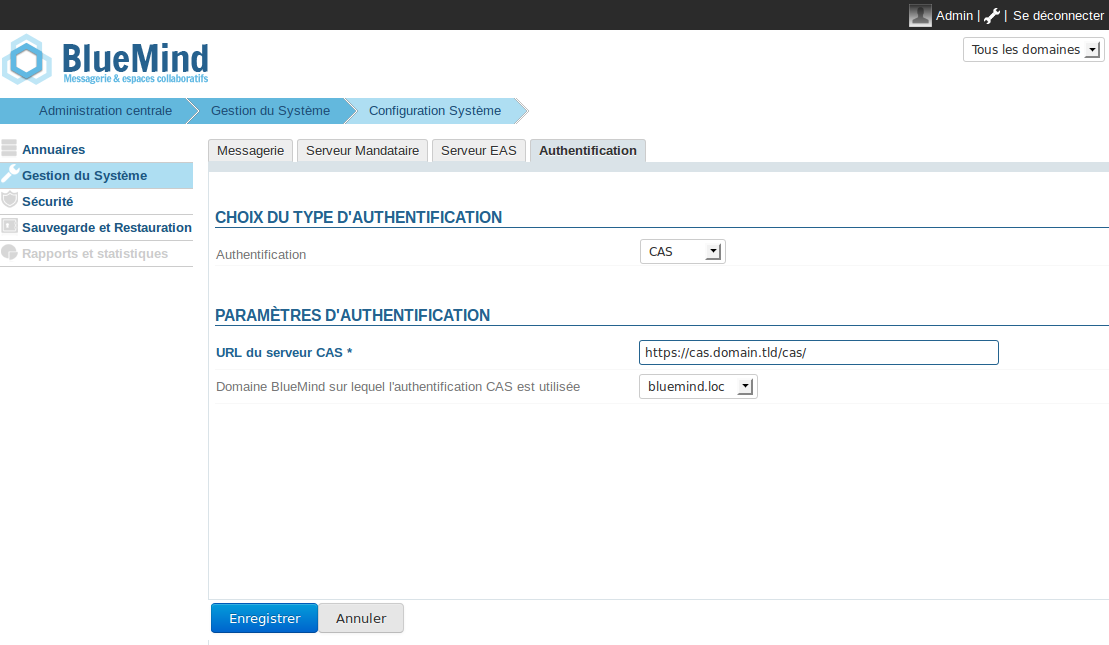 Admin | | Se déconnecter
BlueMind
Messagerie & espaces collaboratifs
Tous les domaines
Administration centrale Gestion du Système Configuration Système
Annuaires
Gestion du Système
Sécurité
Sauvegarde et Restauration
Rapports et statistiques
Messagerie Serveur Mandataire Serveur EAS Authentification
CHOIX DU TYPE D'AUTHENTIFICATION
Authentification CAS
PARAMÈTRES D'AUTHENTIFICATION
URL du serveur CAS * https://cas.domain.tld/cas/
Domaine BlueMind sur lequel l'authentification CAS est utilisée bluemind.loc
Enregistrer Annuler